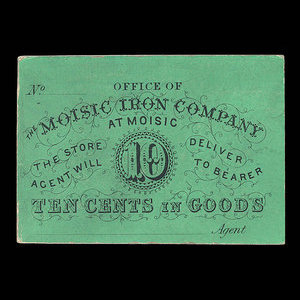 No
OFFICE OF
THE MOISIC IRON COMPANY
AT MOISIC
THE STORE AGENT WILL
10
DELIVER TO BEARER
TEN CENTS IN GOODS
Agent